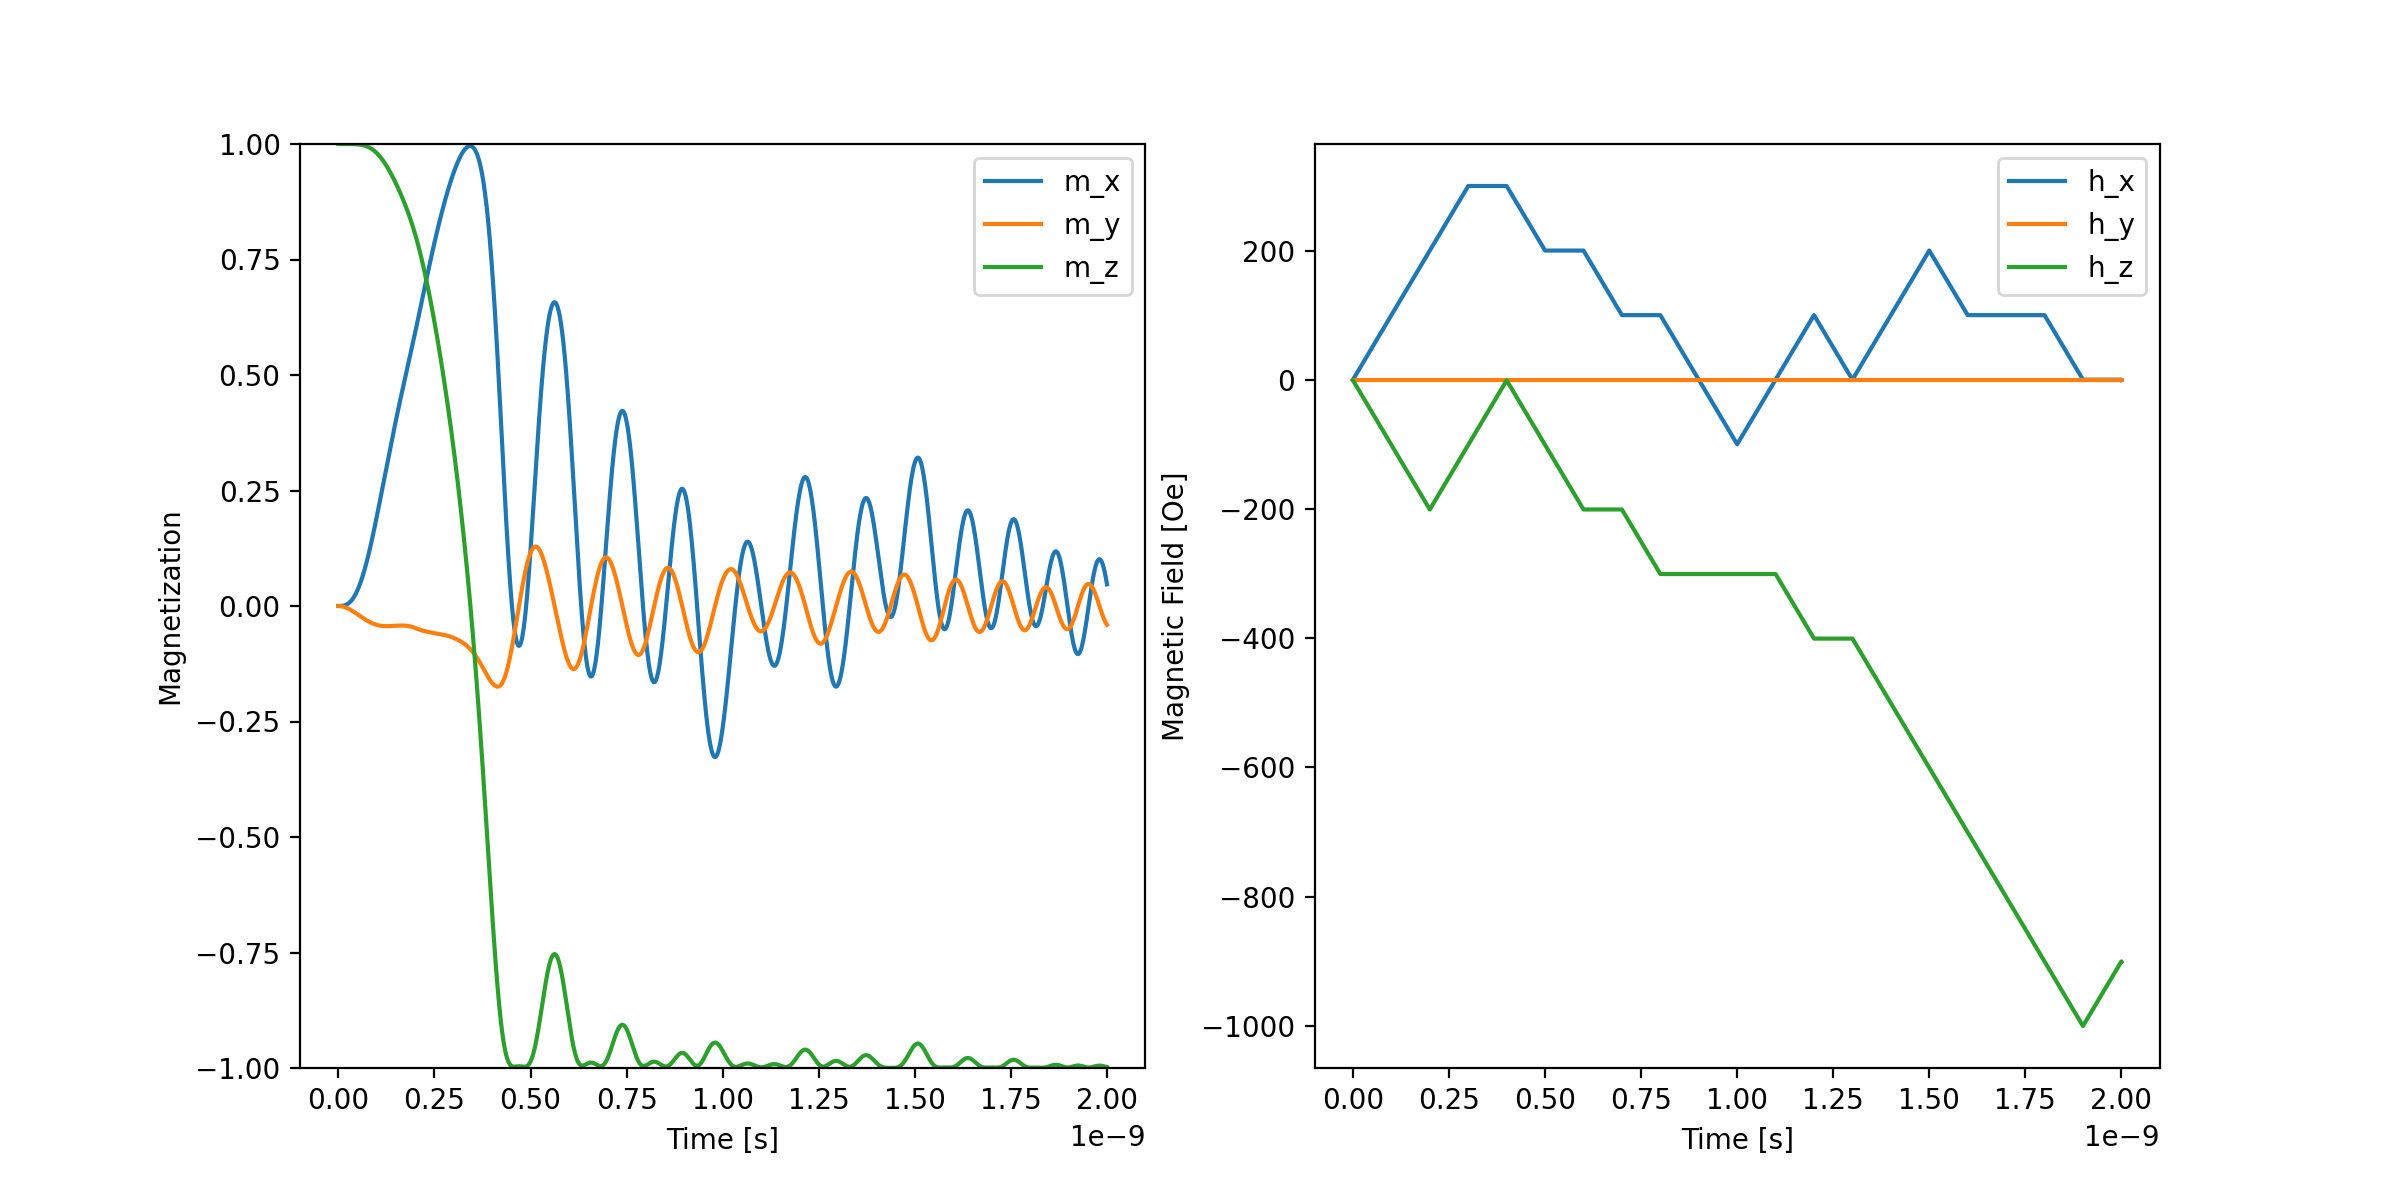 Magnetization
1.00
0.75
0.50
0.25
0.00
−0.25
−0.50
−0.75
−1.00
m_x
m_y
m_z
0.00 0.25 0.50 0.75 1.00 1.25 1.50 1.75 2.00
Time [s]
1e−9
Magnetic Field [Oe]
200
0
−200
−400
−600
−800
−1000
h_x
h_y
h_z
0.00 0.25 0.50 0.75 1.00 1.25 1.50 1.75 2.00
Time [s]
1e−9